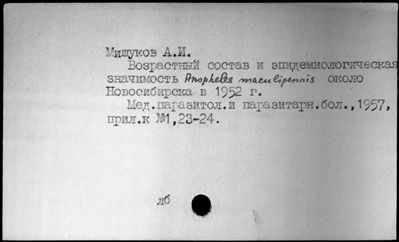 Мищуков А.И.
Возрастный состав и эпидемиологическая
значимость Anopheles maculipennis около
Новосибирска в 1952 г.
Мед.паразитол.и паразитарн.бол.,1957,
прил.к №1,23-24.
лб